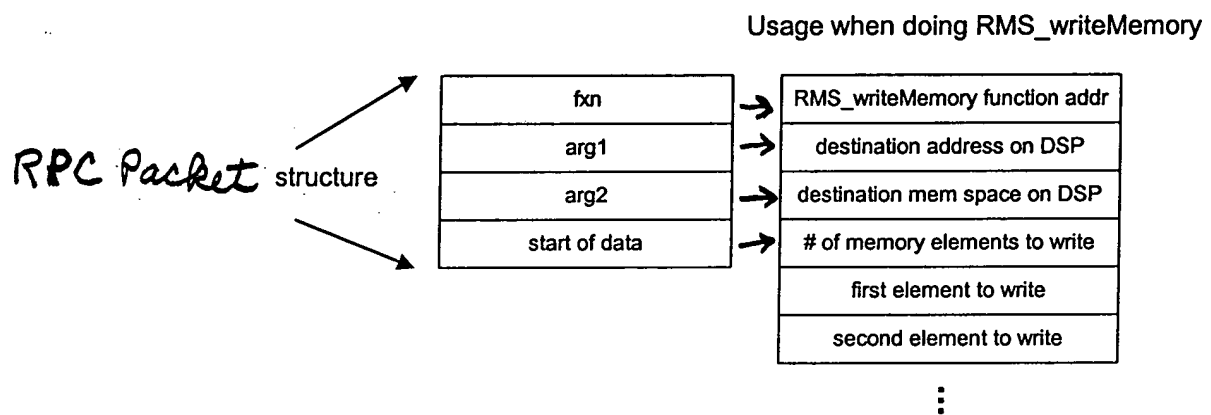 Usage when doing RMS_writeMemory
RPC Packet structure
fxn
arg1
arg2
start of data
RMS_writeMemory function addr
destination address on DSP
destination mem space on DSP
# of memory elements to write
first element to write
second element to write